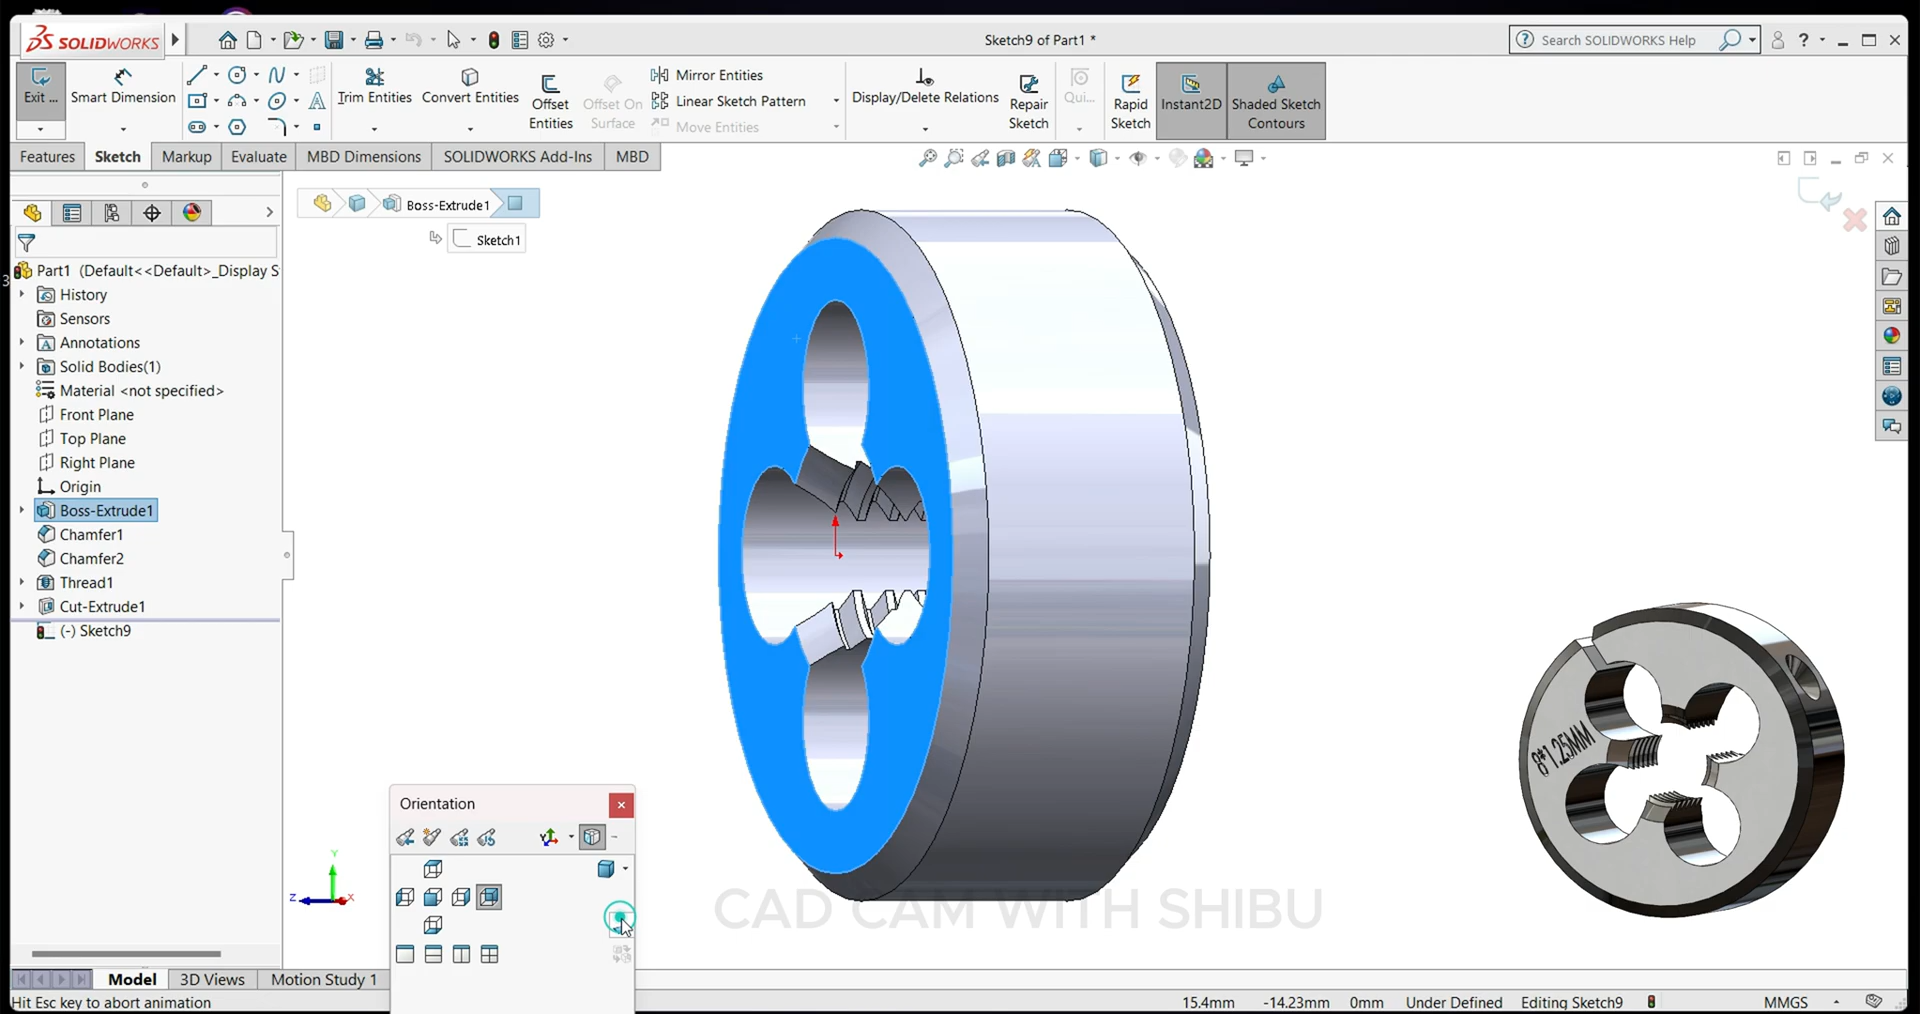 SOLIDWORKS
Sketch9 of Part1 *
Search SOLIDWORKS Help
?
Exit ...
Smart Dimension
Trim Entities
Convert Entities
Offset Entities
Offset On Surface
Mirror Entities
Linear Sketch Pattern
Move Entities
Display/Delete Relations
Repair Sketch
Qui...
Rapid Sketch
Instant2D
Shaded Sketch Contours
Features
Sketch
Markup
Evaluate
MBD Dimensions
SOLIDWORKS Add-Ins
MBD
Boss-Extrude1
Sketch1
3
Part1 (Default<<Default>_Display S
History
Sensors
Annotations
Solid Bodies(1)
Material <not specified>
Front Plane
Top Plane
Right Plane
Origin
Boss-Extrude1
Chamfer1
Chamfer2
Thread1
Cut-Extrude1
(-) Sketch9
8*1.25MM
Orientation
Y
Z
X
CAD CAM WITH SHIBU
Model
3D Views
Motion Study 1
Hit Esc key to abort animation
15.4mm
-14.23mm
0mm
Under Defined
Editing Sketch9
MMGS